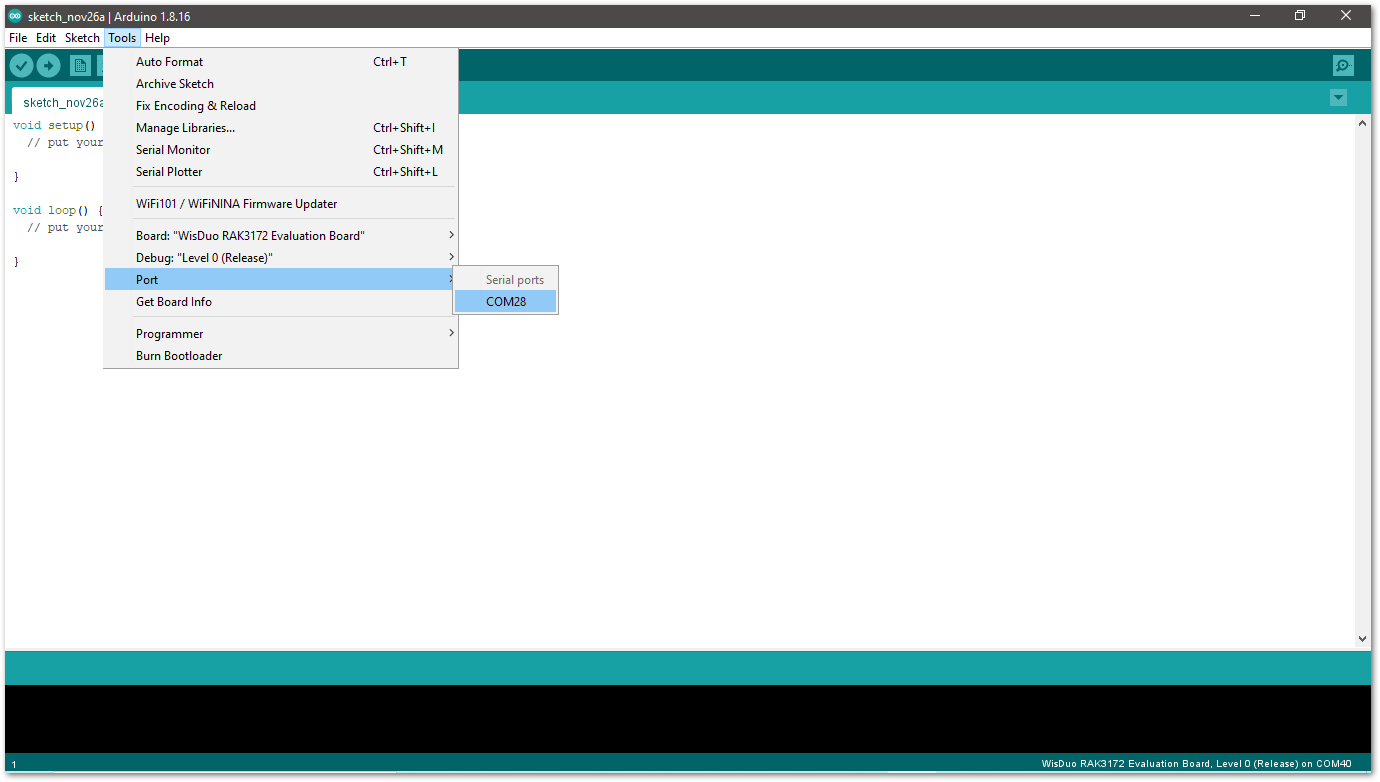 sketch_nov26a | Arduino 1.8.16
File Edit Sketch Tools Help
Auto Format Ctrl+T
Archive Sketch
Fix Encoding & Reload
Manage Libraries... Ctrl+Shift+I
Serial Monitor Ctrl+Shift+M
Serial Plotter Ctrl+Shift+L
WiFi101 / WiFiNINA Firmware Updater
Board: "WisDuo RAK3172 Evaluation Board"
Debug: "Level 0 (Release)"
Port
Get Board Info
Programmer
Burn Bootloader
Serial ports
COM28
sketch_nov26a
void setup()
// put your
}
void loop() {
// put your
}
1
WisDuo RAK3172 Evaluation Board, Level 0 (Release) on COM40